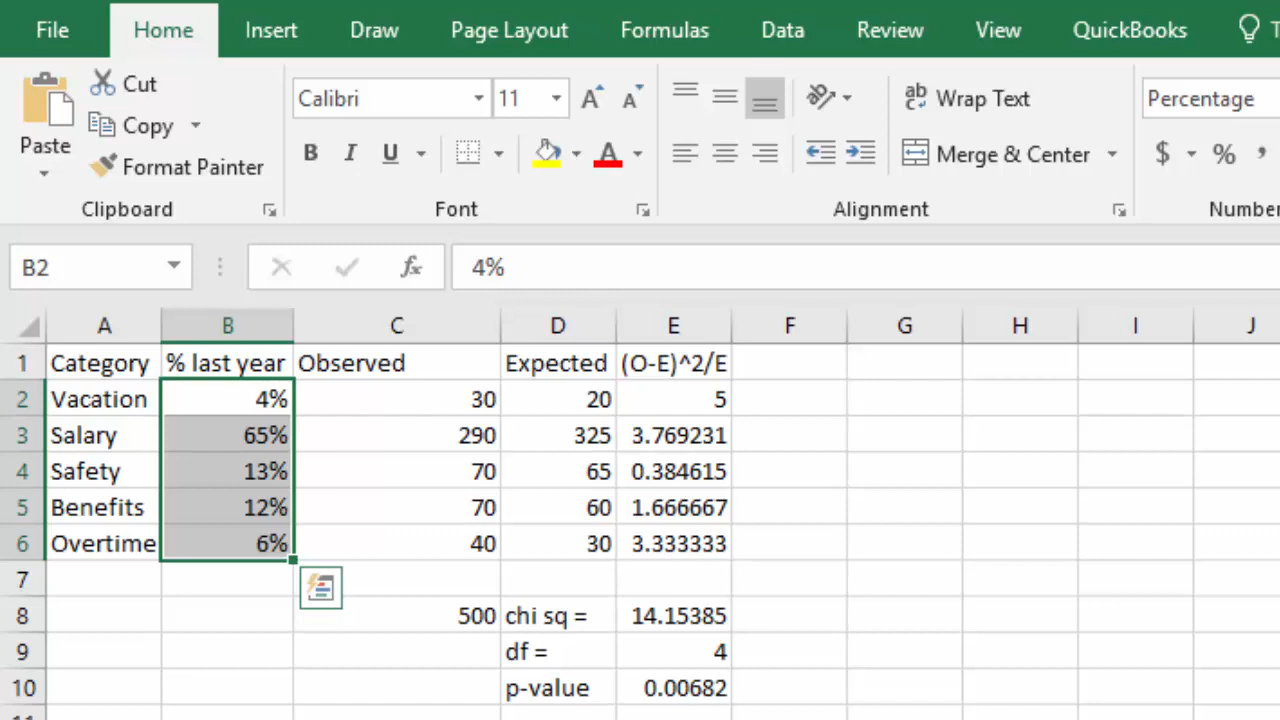 File Home Insert Draw Page Layout Formulas Data Review View QuickBooks T
Cut
Copy
Paste
Format Painter
Clipboard
Calibri 11
A A
B I U A
Font
ab Wrap Text
Merge & Center
Alignment
Percentage
$ % ,
Number
B2 fx 4%
A B C D E F G H I J
1 Category % last year Observed Expected (O-E)^2/E
2 Vacation 4% 30 20 5
3 Salary 65% 290 325 3.769231
4 Safety 13% 70 65 0.384615
5 Benefits 12% 70 60 1.666667
6 Overtime 6% 40 30 3.333333
7
8 500 chi sq = 14.15385
9 df = 4
10 p-value 0.00682